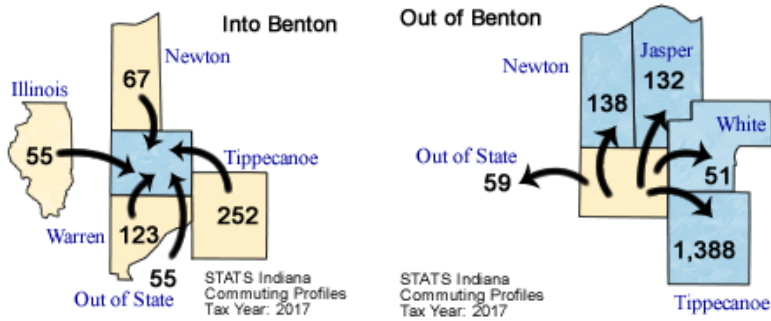 Into Benton
Newton
67
Illinois
55
Tippecanoe
252
Warren
123
55
Out of State
STATS Indiana
Commuting Profiles
Tax Year: 2017
Out of Benton
Newton
Jasper
138
132
White
51
Out of State
59
1,388
Tippecanoe
STATS Indiana
Commuting Profiles
Tax Year: 2017